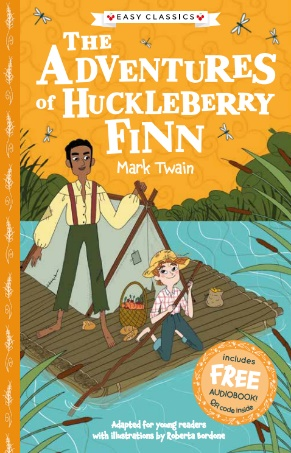 EASY CLASSICS
THE
ADVENTURES
OF HUCKLEBERRY
FINN
Mark Twain
includes
FREE
AUDIOBOOK!
QR code inside
Adapted for young readers
with illustrations by Roberta Bordone